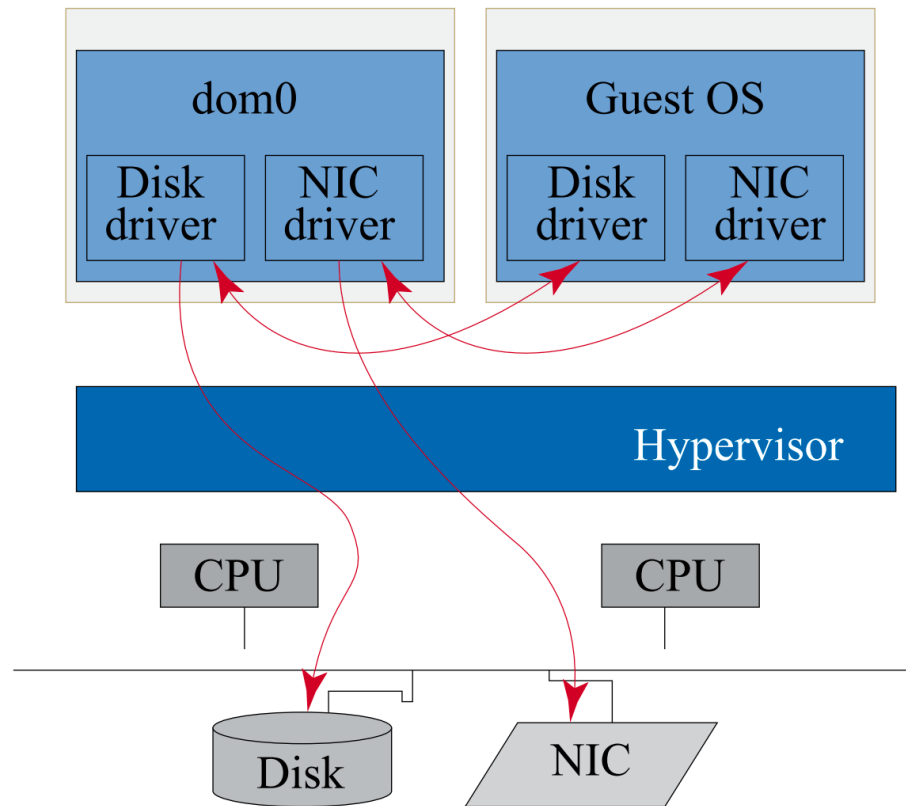 dom0
Guest OS
Disk
driver
NIC
driver
Disk
driver
NIC
driver
Hypervisor
CPU
CPU
Disk
NIC